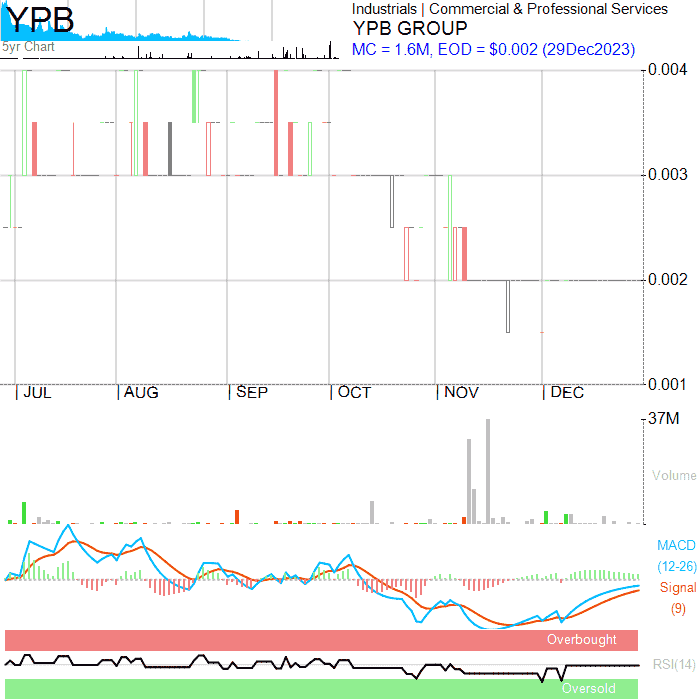 YPB
5yr Chart
Industrials | Commercial & Professional Services
YPB GROUP
MC = 1.6M, EOD = $0.002 (29Dec2023)
0.004
0.003
0.002
0.001
| JUL | AUG | SEP | OCT | NOV | DEC
37M
Volume
MACD
(12-26)
Signal
(9)
Overbought
RSI(14)
Oversold